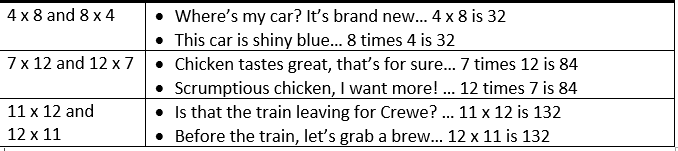 4 x 8 and 8 x 4
• Where’s my car? It’s brand new... 4 x 8 is 32
• This car is shiny blue... 8 times 4 is 32
7 x 12 and 12 x 7
• Chicken tastes great, that’s for sure... 7 times 12 is 84
• Scrumptious chicken, I want more! ... 12 times 7 is 84
11 x 12 and
12 x 11
• Is that the train leaving for Crewe? ... 11 x 12 is 132
• Before the train, let’s grab a brew... 12 x 11 is 132